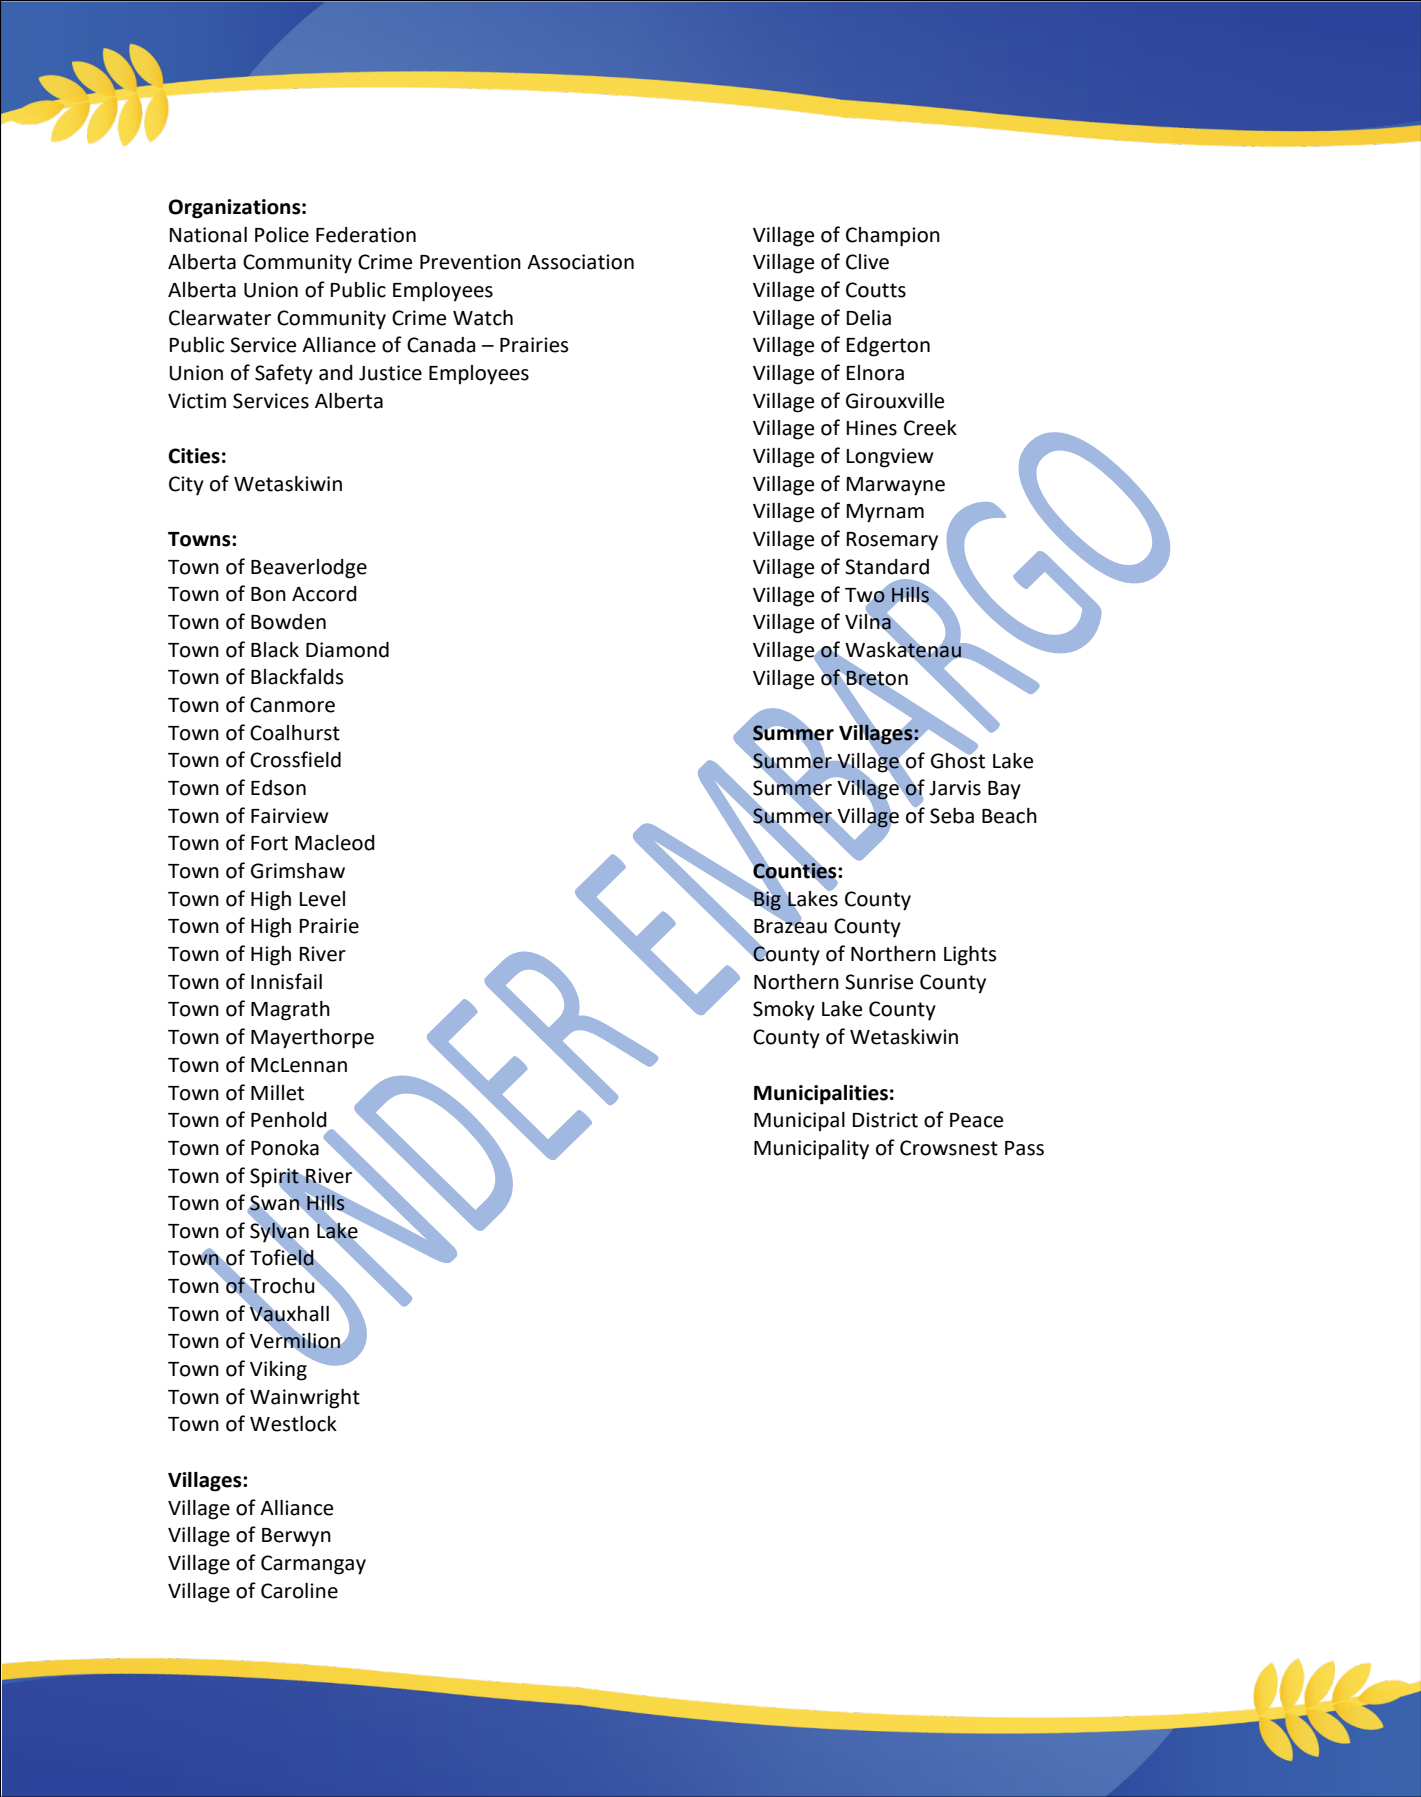 Organizations:
National Police Federation
Alberta Community Crime Prevention Association
Alberta Union of Public Employees
Clearwater Community Crime Watch
Public Service Alliance of Canada – Prairies
Union of Safety and Justice Employees
Victim Services Alberta
Cities:
City of Wetaskiwin
Towns:
Town of Beaverlodge
Town of Bon Accord
Town of Bowden
Town of Black Diamond
Town of Blackfalds
Town of Canmore
Town of Coalhurst
Town of Crossfield
Town of Edson
Town of Fairview
Town of Fort Macleod
Town of Grimshaw
Town of High Level
Town of High Prairie
Town of High River
Town of Innisfail
Town of Magrath
Town of Mayerthorpe
Town of McLennan
Town of Millet
Town of Penhold
Town of Ponoka
Town of Spirit River
Town of Swan Hills
Town of Sylvan Lake
Town of Tofield
Town of Trochu
Town of Vauxhall
Town of Vermilion
Town of Viking
Town of Wainwright
Town of Westlock
Villages:
Village of Alliance
Village of Berwyn
Village of Carmangay
Village of Caroline
Village of Champion
Village of Clive
Village of Coutts
Village of Delia
Village of Edgerton
Village of Elnora
Village of Girouxville
Village of Hines Creek
Village of Longview
Village of Marwayne
Village of Myrnam
Village of Rosemary
Village of Standard
Village of Two Hills
Village of Vilna
Village of Waskatenau
Village of Breton
Summer Villages:
Summer Village of Ghost Lake
Summer Village of Jarvis Bay
Summer Village of Seba Beach
Counties:
Big Lakes County
Brazeau County
County of Northern Lights
Northern Sunrise County
Smoky Lake County
County of Wetaskiwin
Municipalities:
Municipal District of Peace
Municipality of Crowsnest Pass
UNDER EMBARGO